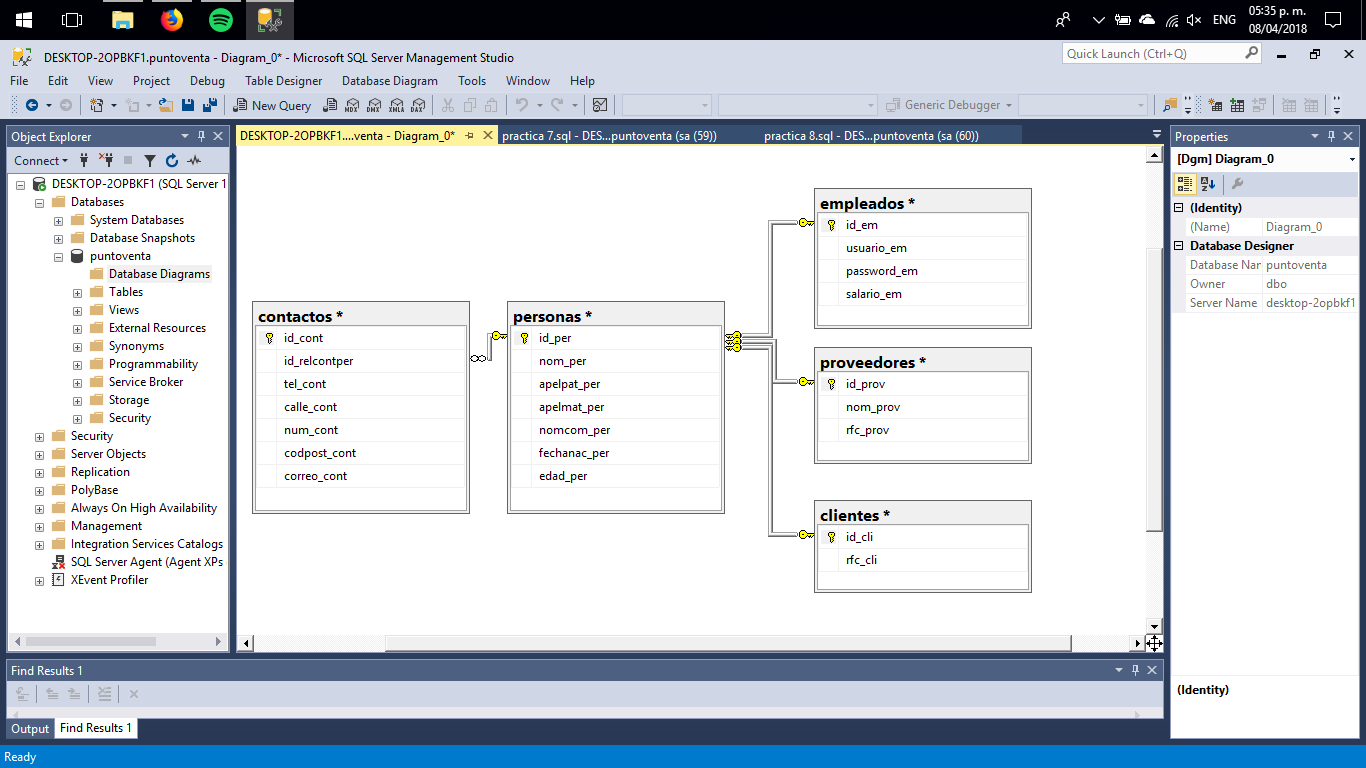 05:35 p. m.
ENG
08/04/2018
DESKTOP-2OPBKF1.puntoventa - Diagram_0* - Microsoft SQL Server Management Studio
Quick Launch (Ctrl+Q)
File Edit View Project Debug Table Designer Database Diagram Tools Window Help
New Query
MDX DMX XMLA DAX
Generic Debugger
Object Explorer
DESKTOP-2OPBKF1....venta - Diagram_0*
practica 7.sql - DES...puntoventa (sa (59))
practica 8.sql - DES...puntoventa (sa (60))
Connect
DESKTOP-2OPBKF1 (SQL Server 1
Databases
System Databases
Database Snapshots
puntoventa
Database Diagrams
Tables
Views
External Resources
Synonyms
Programmability
Service Broker
Storage
Security
Security
Server Objects
Replication
PolyBase
Always On High Availability
Management
Integration Services Catalogs
SQL Server Agent (Agent XPs
XEvent Profiler
contactos *
id_cont
id_relcontper
tel_cont
calle_cont
num_cont
codpost_cont
correo_cont
personas *
id_per
nom_per
apelpat_per
apelmat_per
nomcom_per
fechanac_per
edad_per
empleados *
id_em
usuario_em
password_em
salario_em
proveedores *
id_prov
nom_prov
rfc_prov
clientes *
id_cli
rfc_cli
Properties
[Dgm] Diagram_0
(Identity)
(Name) Diagram_0
Database Designer
Database Nar puntoventa
Owner dbo
Server Name desktop-2opbkf1
(Identity)
Find Results 1
Output
Find Results 1
Ready